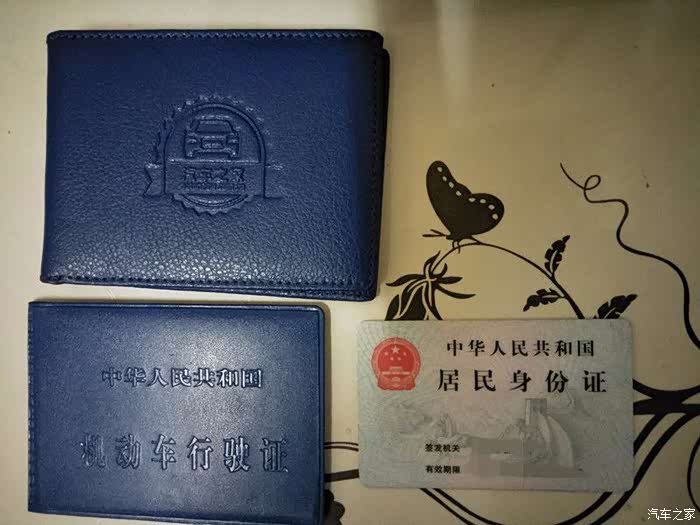 汽车之家
中华人民共和国
机动车行驶证
中华人民共和国
居民身份证
签发机关
有效期限
汽车之家